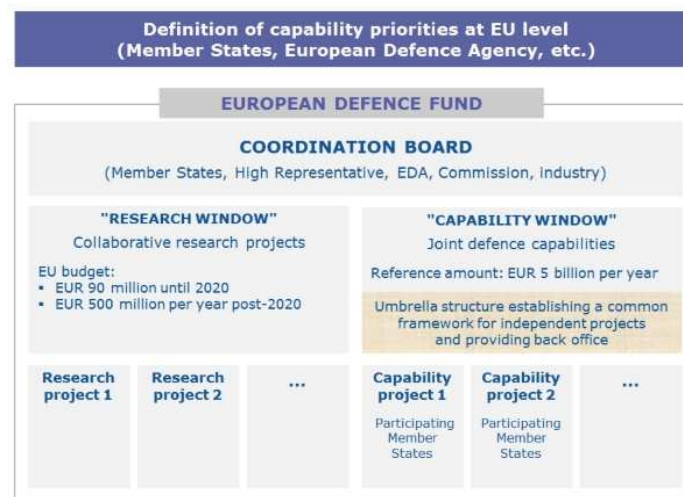 Definition of capability priorities at EU level
(Member States, European Defence Agency, etc.)
EUROPEAN DEFENCE FUND
COORDINATION BOARD
(Member States, High Representative, EDA, Commission, industry)
"RESEARCH WINDOW"
Collaborative research projects
EU budget:
▪ EUR 90 million until 2020
▪ EUR 500 million per year post-2020
"CAPABILITY WINDOW"
Joint defence capabilities
Reference amount: EUR 5 billion per year
Umbrella structure establishing a common
framework for independent projects
and providing back office
Research
project 1
Research
project 2
...
Capability
project 1
Participating
Member
States
Capability
project 2
Participating
Member
States
...